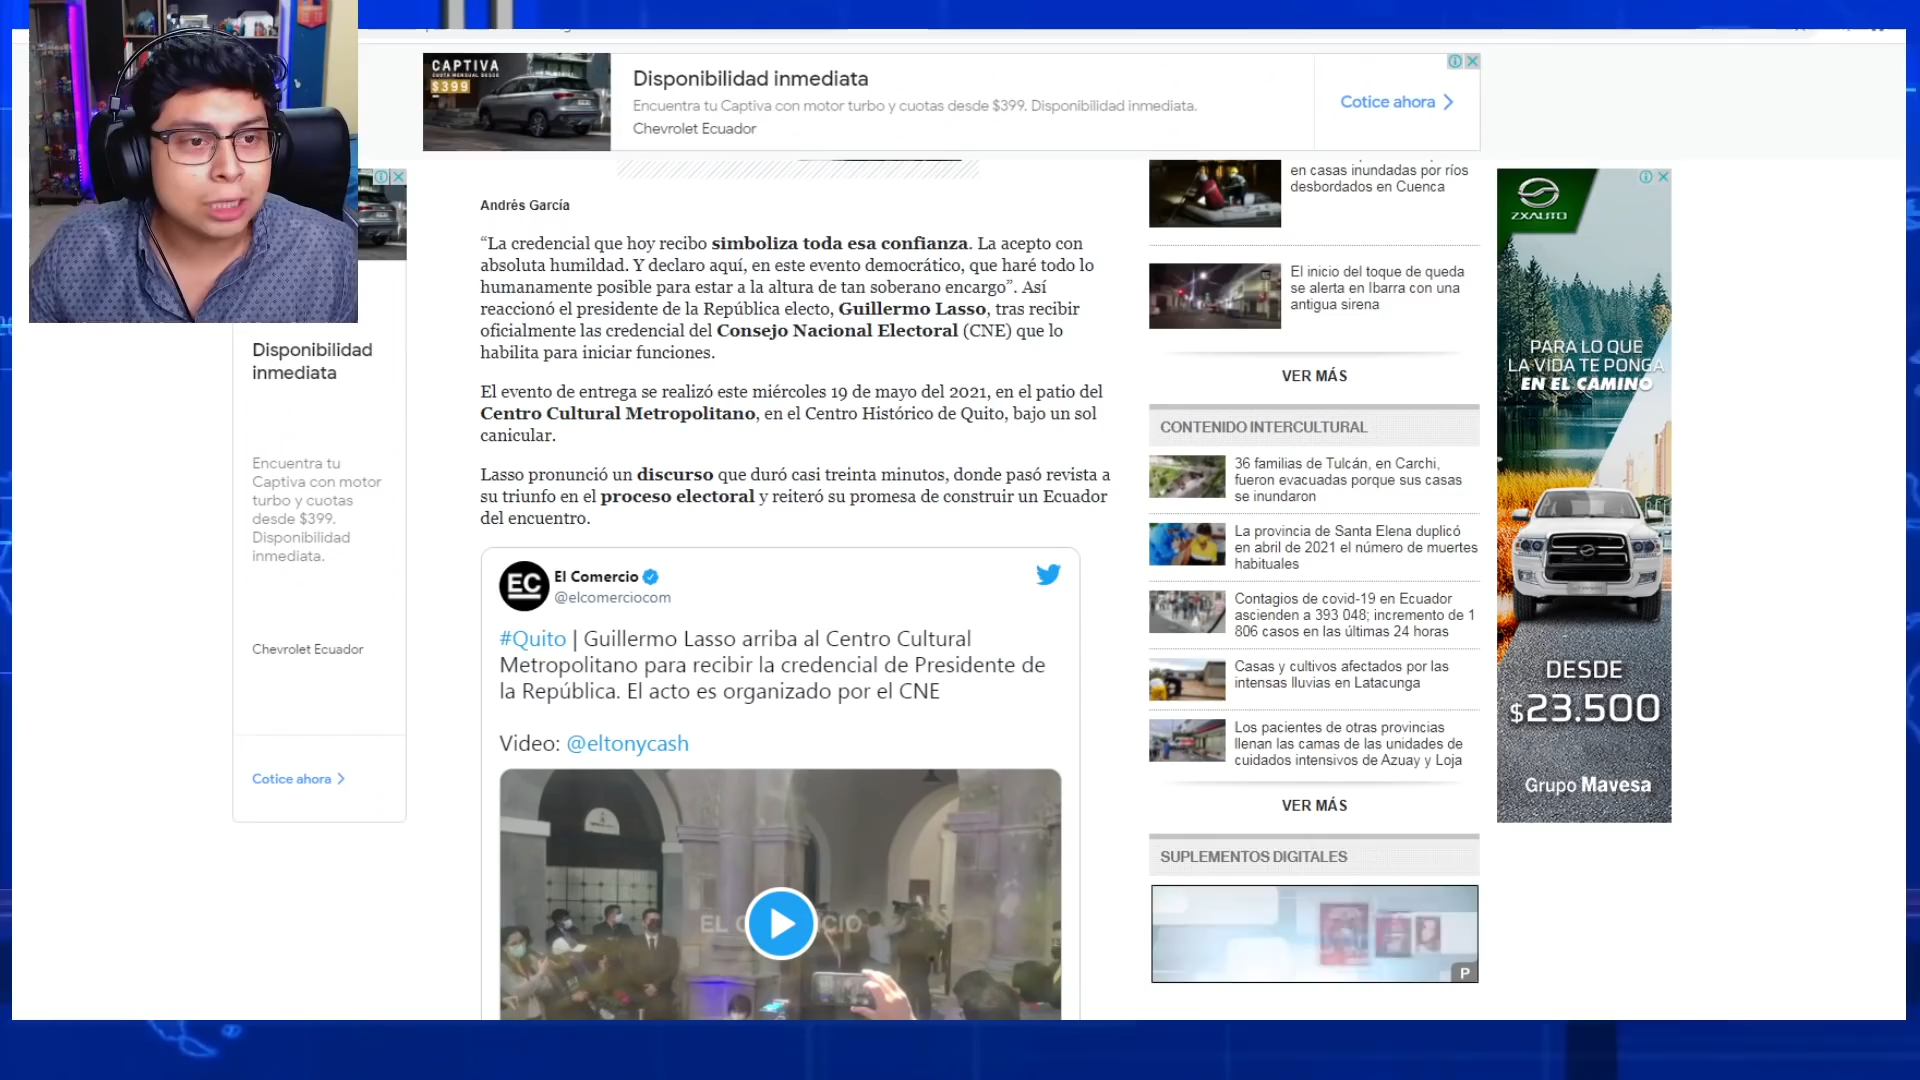 CAPTIVA
CUOTA MENSUAL DESDE
$399
Disponibilidad inmediata
Encuentra tu Captiva con motor turbo y cuotas desde $399. Disponibilidad inmediata.
Chevrolet Ecuador
Cotice ahora
Disponibilidad
inmediata
Encuentra tu
Captiva con motor
turbo y cuotas
desde $399.
Disponibilidad
inmediata.
Chevrolet Ecuador
Cotice ahora
Andrés García
“La credencial que hoy recibo simboliza toda esa confianza. La acepto con
absoluta humildad. Y declaro aquí, en este evento democrático, que haré todo lo
humanamente posible para estar a la altura de tan soberano encargo”. Así
reaccionó el presidente de la República electo, Guillermo Lasso, tras recibir
oficialmente las credencial del Consejo Nacional Electoral (CNE) que lo
habilita para iniciar funciones.
El evento de entrega se realizó este miércoles 19 de mayo del 2021, en el patio del
Centro Cultural Metropolitano, en el Centro Histórico de Quito, bajo un sol
canicular.
Lasso pronunció un discurso que duró casi treinta minutos, donde pasó revista a
su triunfo en el proceso electoral y reiteró su promesa de construir un Ecuador
del encuentro.
EC
El Comercio
@elcomerciocom
#Quito | Guillermo Lasso arriba al Centro Cultural
Metropolitano para recibir la credencial de Presidente de
la República. El acto es organizado por el CNE
Video: @eltonycash
en casas inundadas por ríos
desbordados en Cuenca
El inicio del toque de queda
se alerta en Ibarra con una
antigua sirena
VER MÁS
CONTENIDO INTERCULTURAL
36 familias de Tulcán, en Carchi,
fueron evacuadas porque sus casas
se inundaron
La provincia de Santa Elena duplicó
en abril de 2021 el número de muertes
habituales
Contagios de covid-19 en Ecuador
ascienden a 393 048; incremento de 1
806 casos en las últimas 24 horas
Casas y cultivos afectados por las
intensas lluvias en Latacunga
Los pacientes de otras provincias
llenan las camas de las unidades de
cuidados intensivos de Azuay y Loja
VER MÁS
SUPLEMENTOS DIGITALES
P
ZXAUTO
PARA LO QUE
LA VIDA TE PONGA
EN EL CAMINO
DESDE
$23.500
Grupo Mavesa